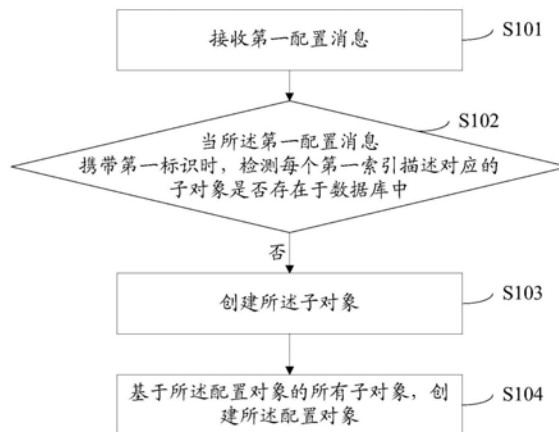 接收第一配置消息
S101
当所述第一配置消息
携带第一标识时，检测每个第一索引描述对应的
子对象是否存在于数据库中
S102
否
创建所述子对象
S103
基于所述配置对象的所有子对象，创
建所述配置对象
S104